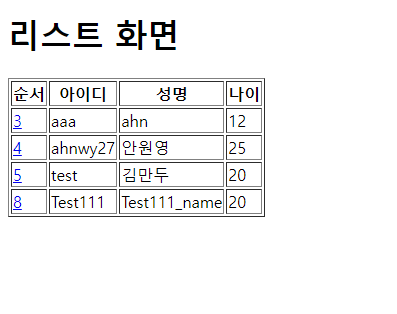 리스트 화면
순서 아이디 성명 나이
3 aaa ahn 12
4 ahnwy27 안원영 25
5 test 김만두 20
8 Test111 Test111_name 20